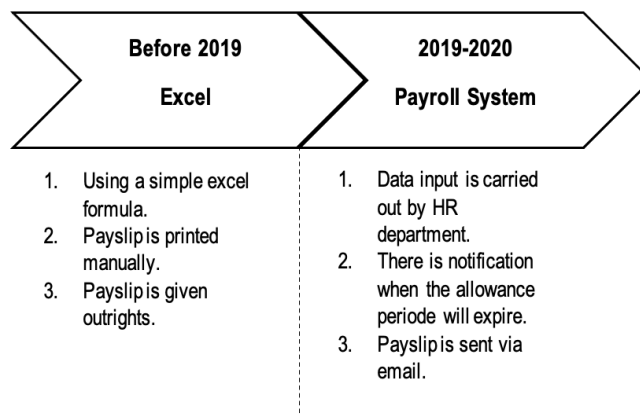 Before 2019
Excel
2019-2020
Payroll System
1. Using a simple excel
formula.
2. Payslip is printed
manually.
3. Payslip is given
outrights.
1. Data input is carried
out by HR
department.
2. There is notification
when the allowance
periode will expire.
3. Payslip is sent via
email.